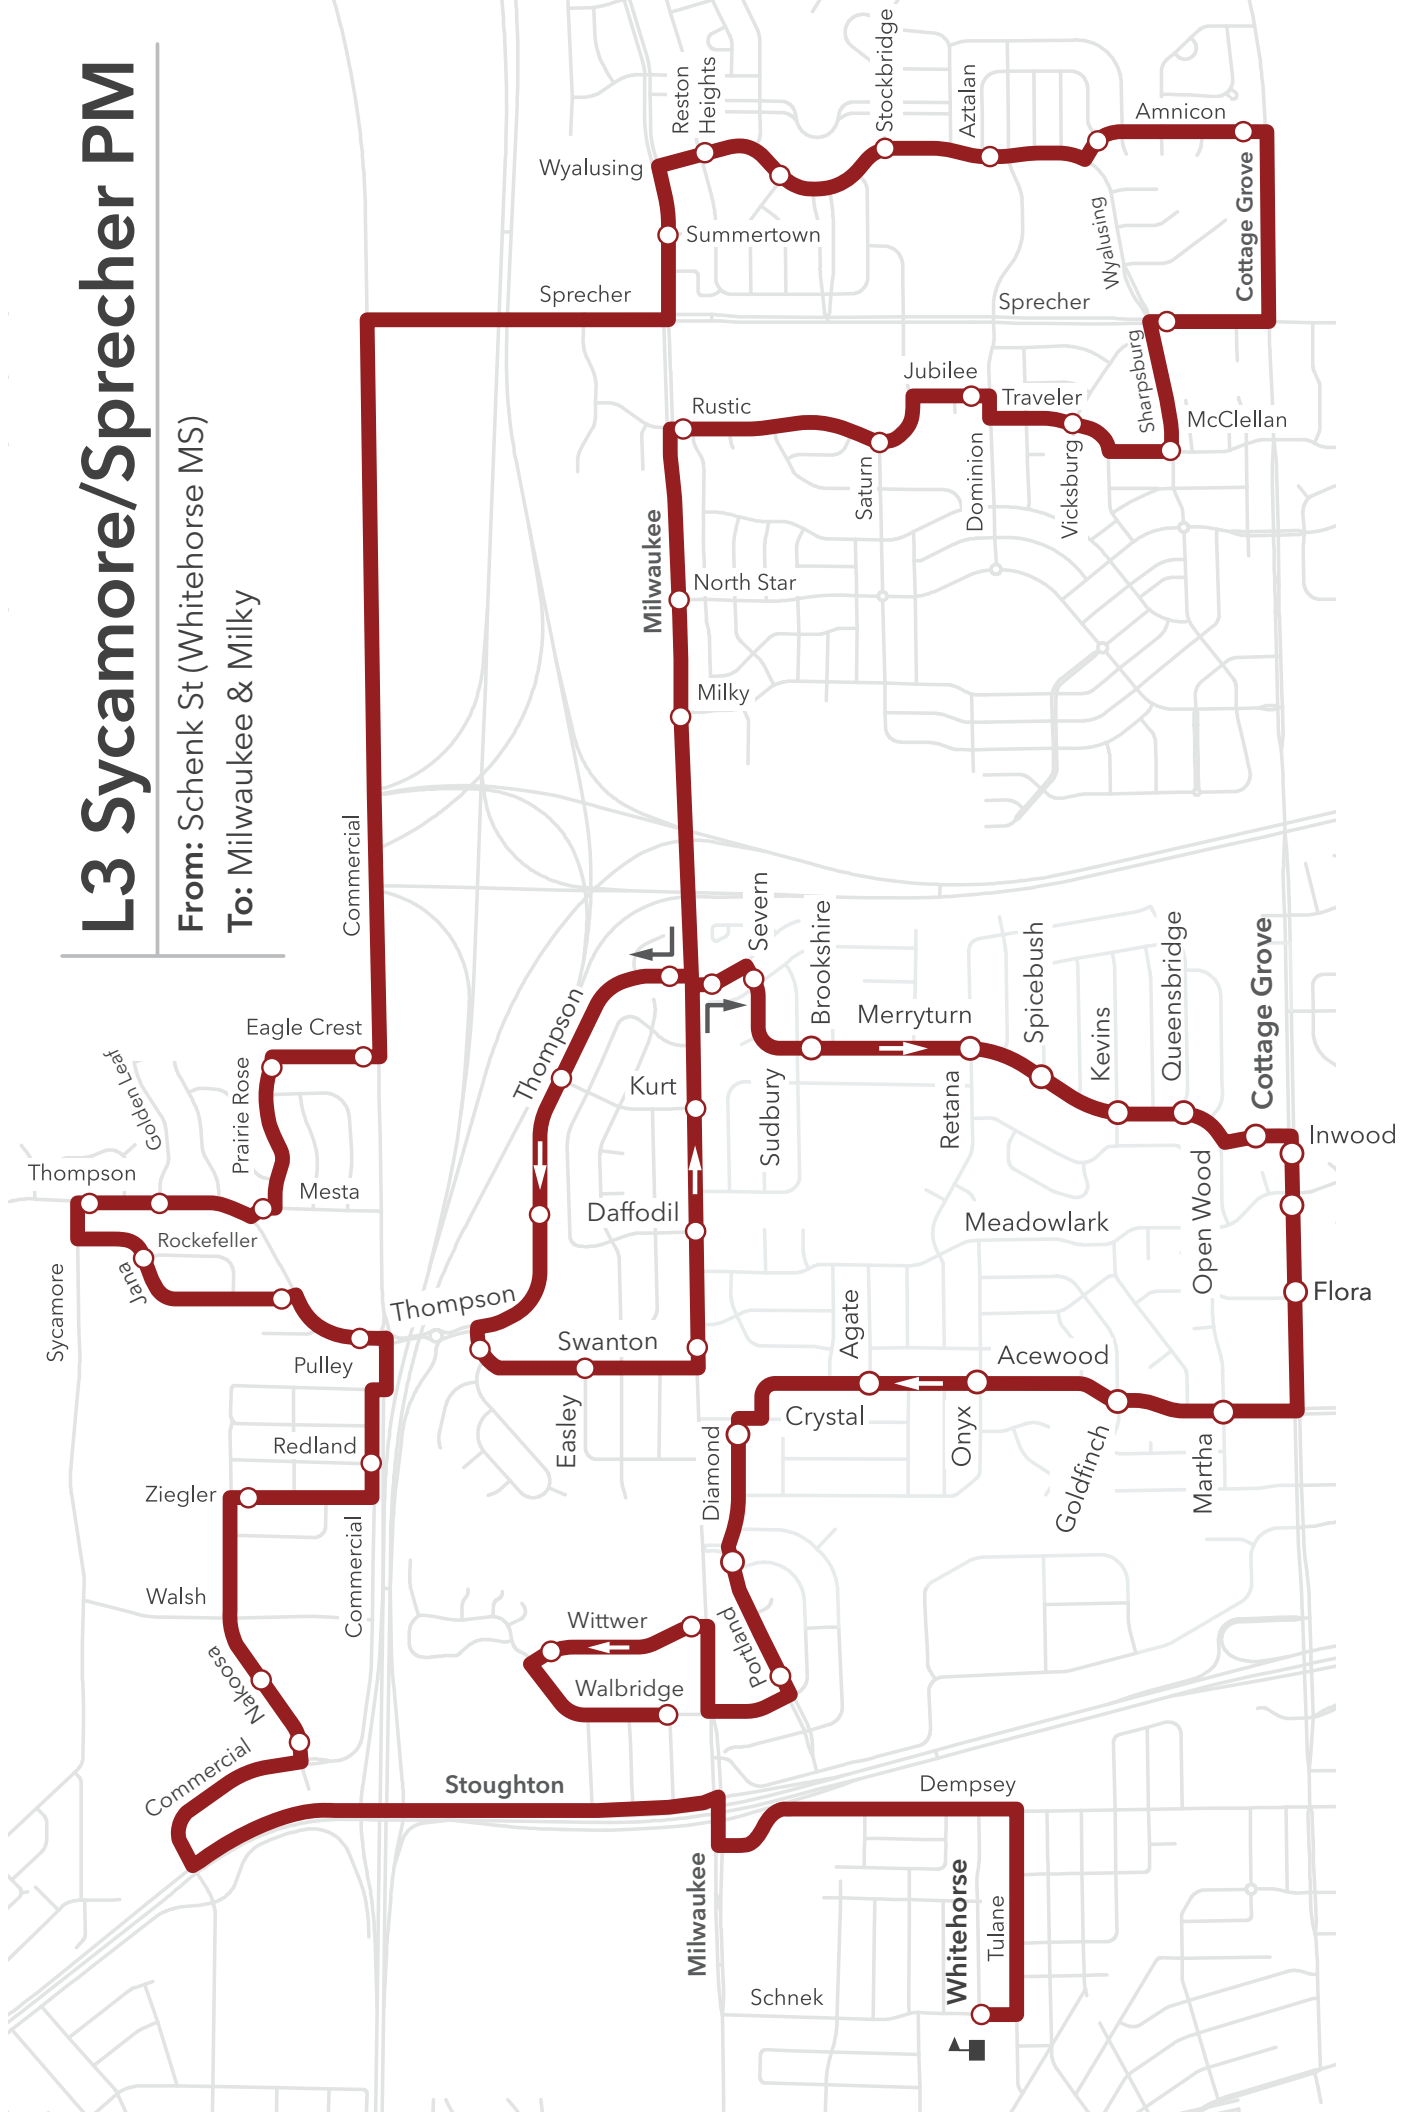 L3 Sycamore/Sprecher PM
From: Schenk St (Whitehorse MS)
To: Milwaukee & Milky
Reston
Heights
Stockbridge
Aztalan
Amnicon
Wyalusing
Summertown
Wyalusing
Cottage Grove
Sprecher
Sprecher
Sharpsburg
Jubilee
Traveler
McClellan
Rustic
Saturn
Dominion
Vicksburg
Milwaukee
North Star
Milky
Commercial
Severn
Brookshire
Thompson
Merryturn
Spicebush
Kevins
Queensbridge
Cottage Grove
Eagle Crest
Golden Leaf
Prairie Rose
Kurt
Sudbury
Retana
Inwood
Thompson
Mesta
Daffodil
Meadowlark
Open Wood
Rockefeller
Jana
Sycamore
Thompson
Flora
Pulley
Swanton
Agate
Acewood
Easley
Crystal
Onyx
Goldfinch
Martha
Redland
Diamond
Ziegler
Commercial
Walsh
Wittwer
Portland
Nakoosa
Walbridge
Commercial
Stoughton
Dempsey
Milwaukee
Whitehorse
Tulane
Schnek